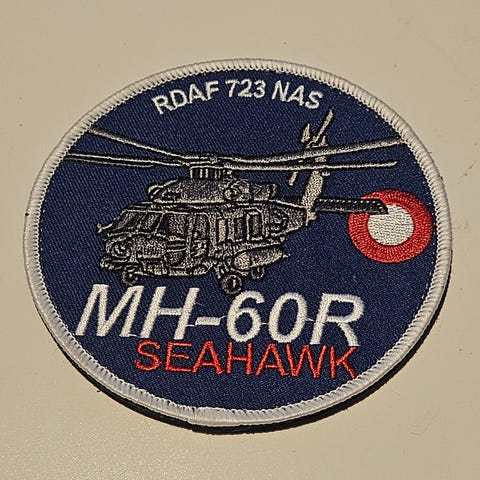 RDAF 723 NAS
MH-60R
SEAHAWK